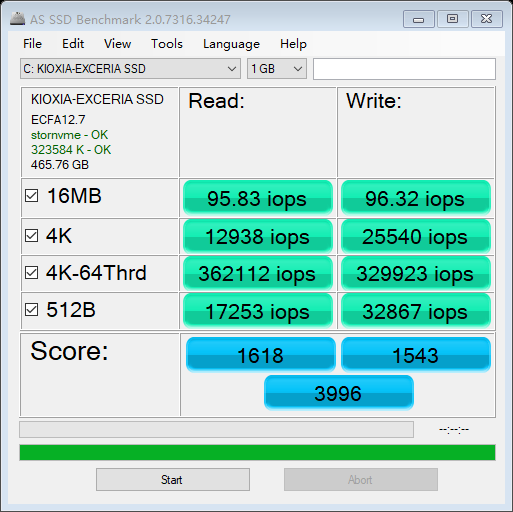 AS SSD Benchmark 2.0.7316.34247
File Edit View Tools Language Help
C: KIOXIA-EXCERIA SSD 1 GB
KIOXIA-EXCERIA SSD Read: Write:
ECFA12.7
stornvme - OK
323584 K - OK
465.76 GB
16MB 95.83 iops 96.32 iops
4K 12938 iops 25540 iops
4K-64Thrd 362112 iops 329923 iops
512B 17253 iops 32867 iops
Score: 1618 1543
3996
--:--:--
Start Abort